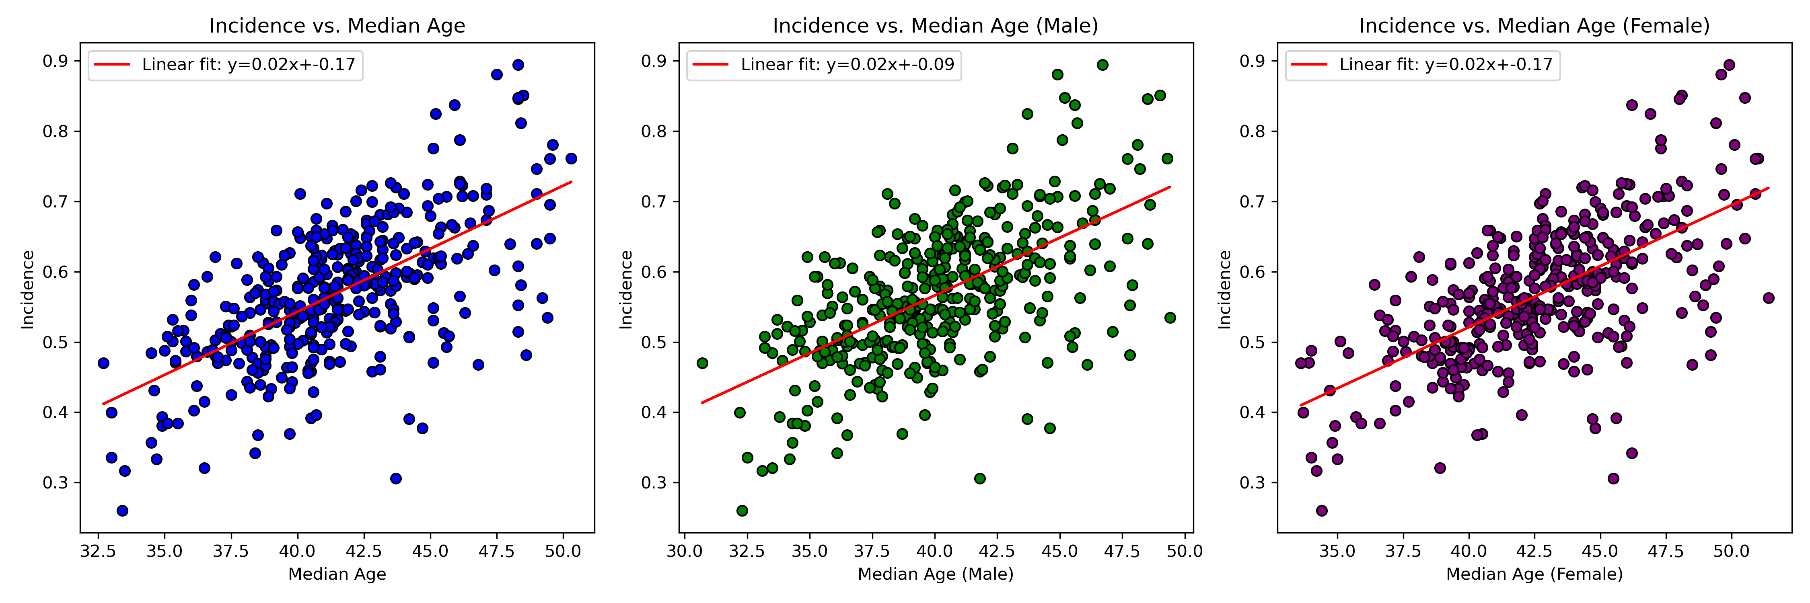 Incidence vs. Median Age
Linear fit: y=0.02x+-0.17
0.9
0.8
0.7
0.6
0.5
0.4
0.3
Incidence
32.5 35.0 37.5 40.0 42.5 45.0 47.5 50.0
Median Age
Incidence vs. Median Age (Male)
Linear fit: y=0.02x+-0.09
0.9
0.8
0.7
0.6
0.5
0.4
0.3
Incidence
30.0 32.5 35.0 37.5 40.0 42.5 45.0 47.5 50.0
Median Age (Male)
Incidence vs. Median Age (Female)
Linear fit: y=0.02x+-0.17
0.9
0.8
0.7
0.6
0.5
0.4
0.3
Incidence
35.0 37.5 40.0 42.5 45.0 47.5 50.0
Median Age (Female)